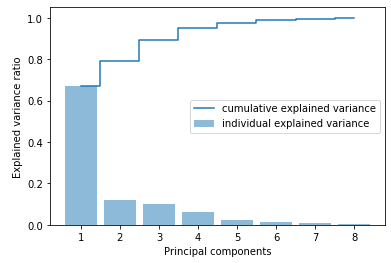 1.0
0.8
0.6
0.4
0.2
0.0
Explained variance ratio
cumulative explained variance
individual explained variance
1 2 3 4 5 6 7 8
Principal components